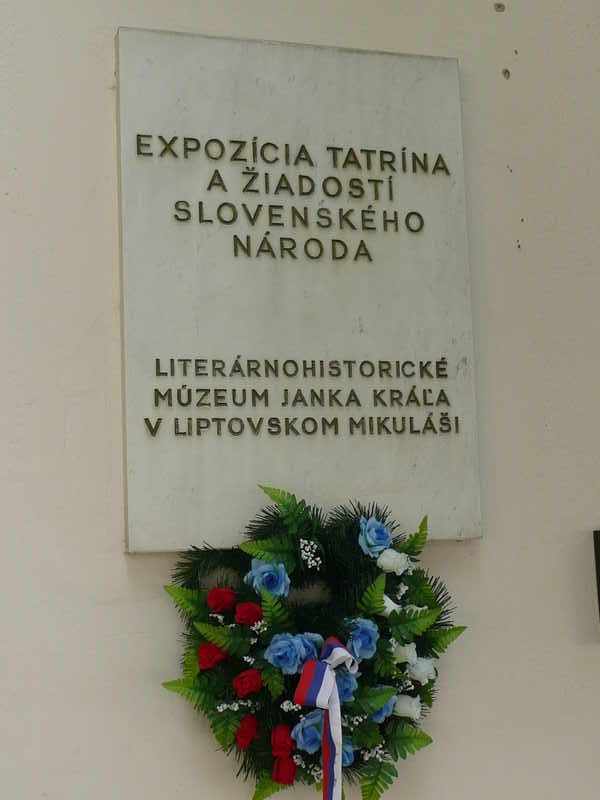 EXPOZÍCIA TATRÍNA
A ŽIADOSTÍ
SLOVENSKÉHO
NÁRODA
LITERÁRNOHISTORICKÉ
MÚZEUM JANKA KRÁĽA
V LIPTOVSKOM MIKULÁŠI